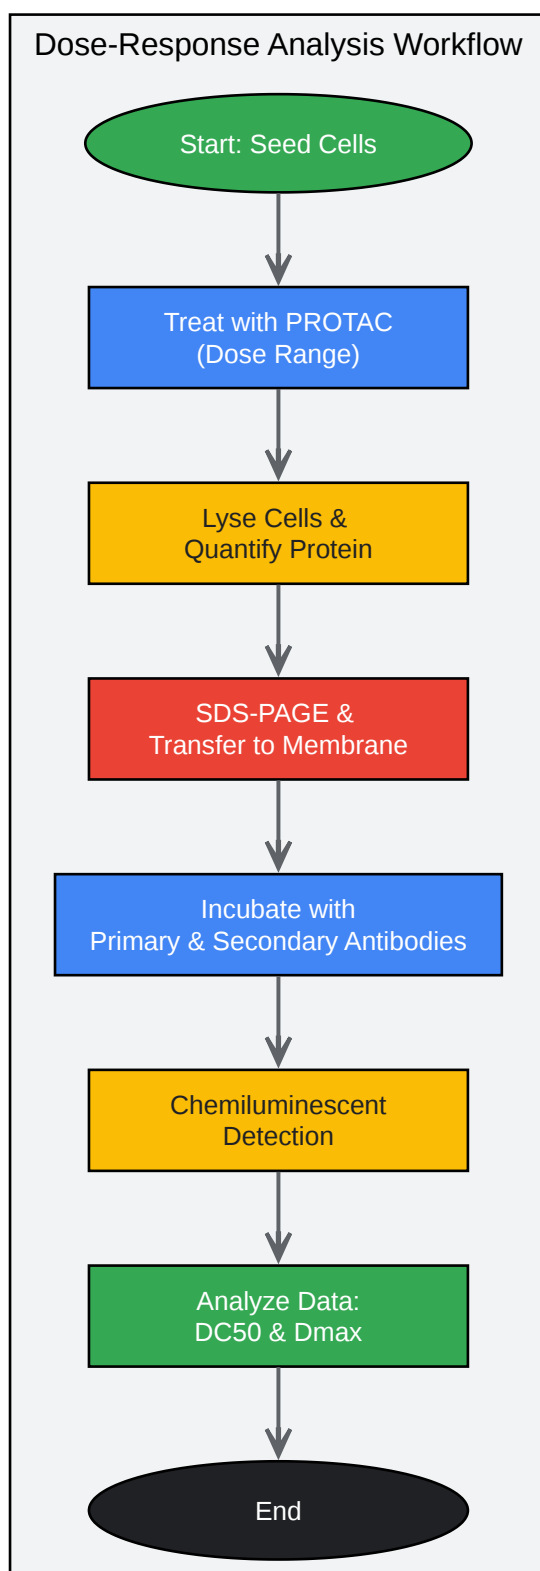 Dose-Response Analysis Workflow
Start: Seed Cells
Treat with PROTAC
(Dose Range)
Lyse Cells &
Quantify Protein
SDS-PAGE &
Transfer to Membrane
Incubate with
Primary & Secondary Antibodies
Chemiluminescent
Detection
Analyze Data:
DC50 & Dmax
End